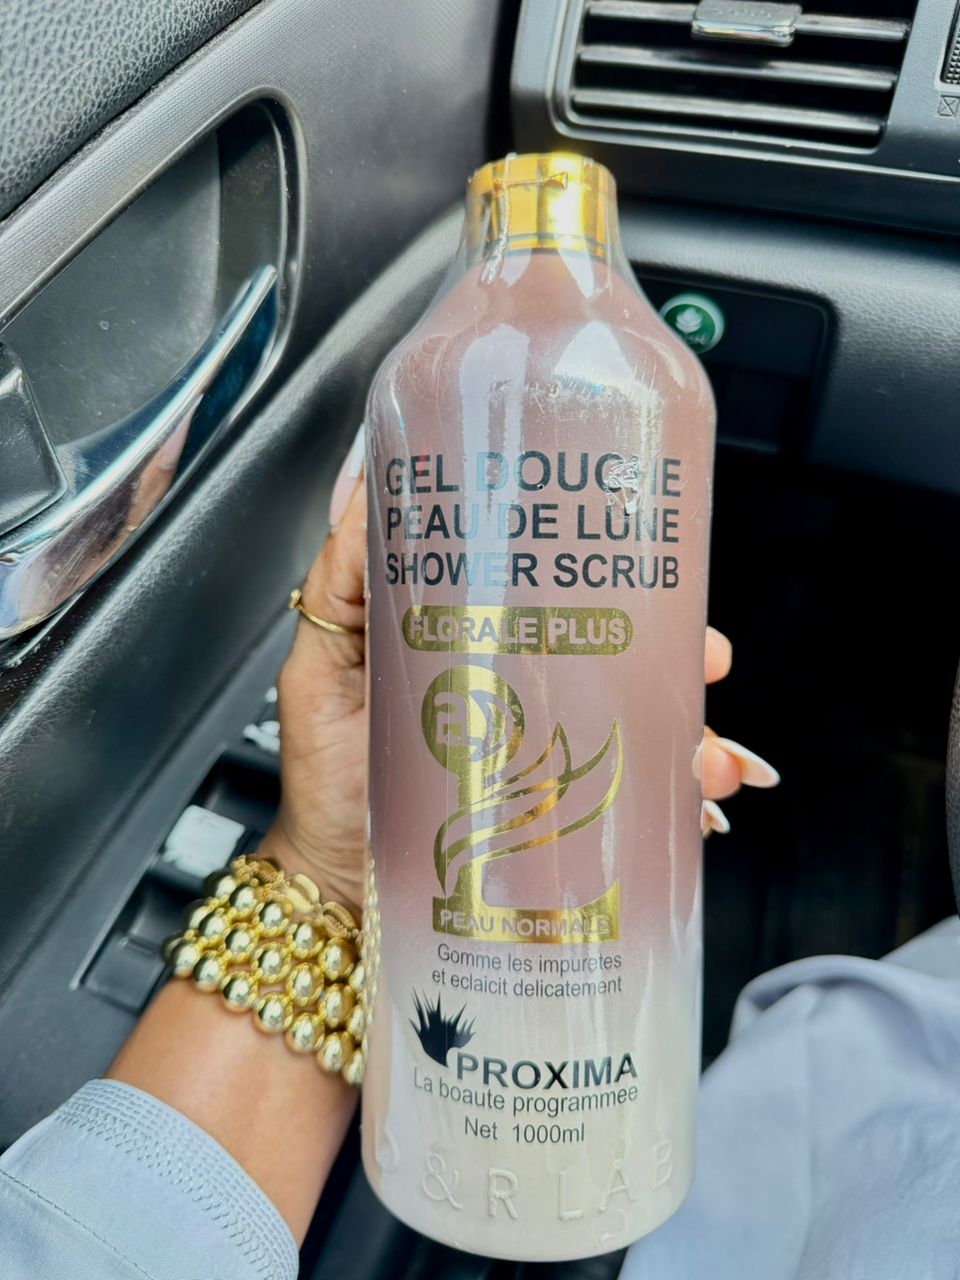 GEL DOUCHE
PEAU DE LUNE
SHOWER SCRUB
FLORALE PLUS
PEAU NORMALE
Gomme les impuretes
et eclaicit delicatement
PROXIMA
La boaute programmee
Net 1000ml
&R LAB